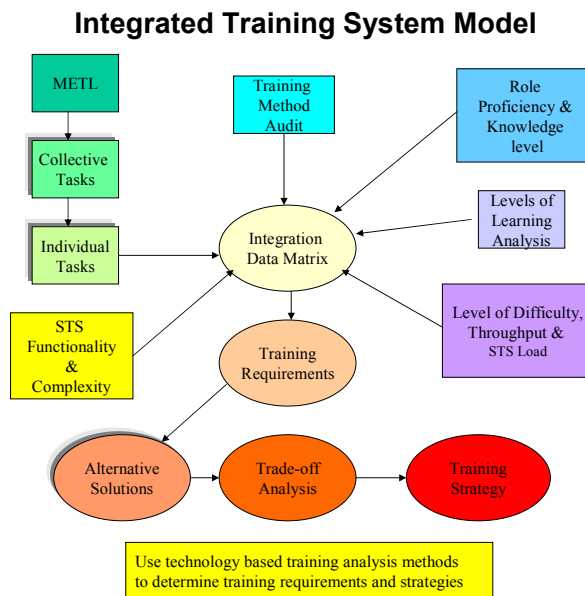 Integrated Training System Model
METL
Training
Method
Audit
Role
Proficiency &
Knowledge
level
Collective
Tasks
Levels of
Learning
Analysis
Individual
Tasks
Integration
Data Matrix
STS
Functionality
&
Complexity
Level of Difficulty,
Throughput &
STS Load
Training
Requirements
Alternative
Solutions
Trade-off
Analysis
Training
Strategy
Use technology based training analysis methods
to determine training requirements and strategies